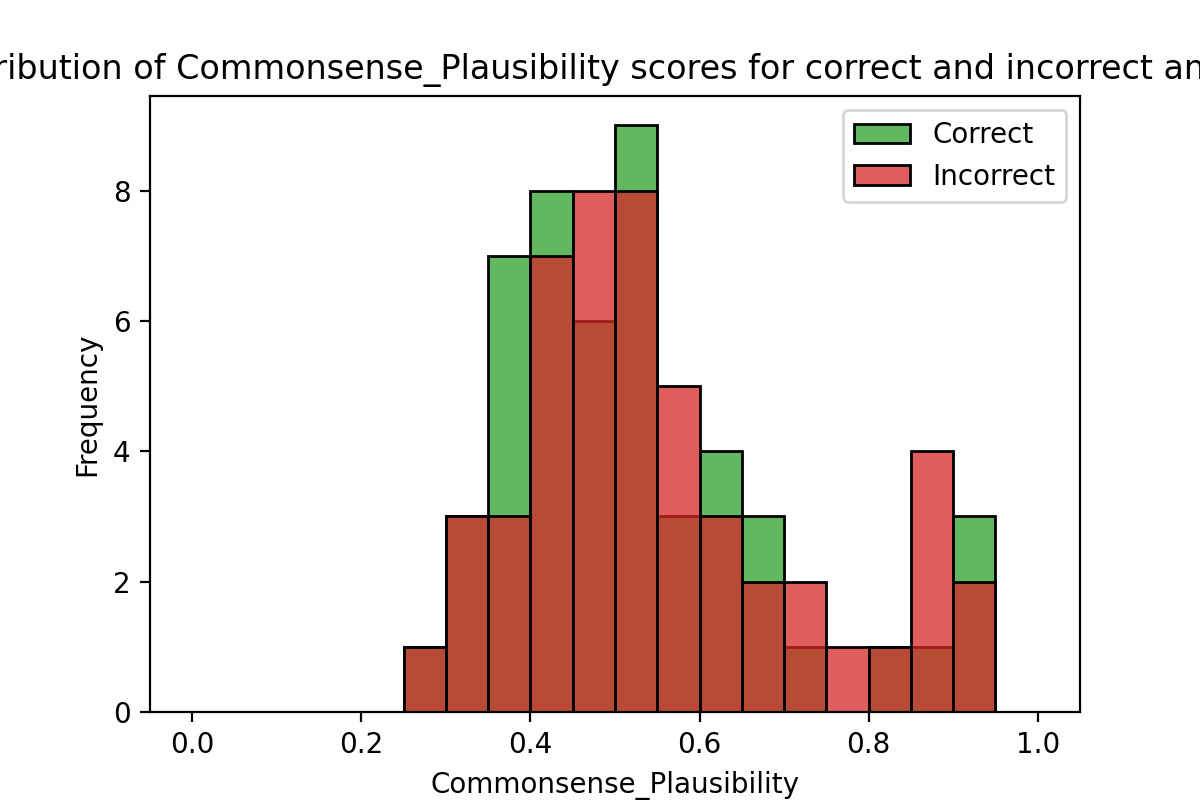 ribution of Commonsense_Plausibility scores for correct and incorrect an
Correct
Incorrect
Frequency
8
6
4
2
0
0.0 0.2 0.4 0.6 0.8 1.0
Commonsense_Plausibility